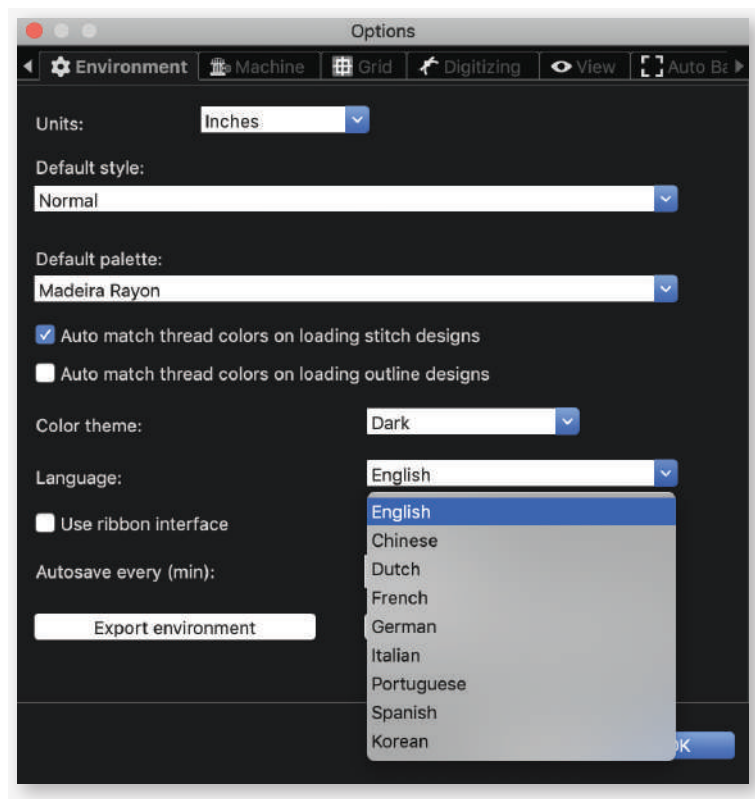 Options
Environment Machine Grid Digitizing View Auto Ba
Units: Inches
Default style:
Normal
Default palette:
Madeira Rayon
Auto match thread colors on loading stitch designs
Auto match thread colors on loading outline designs
Color theme: Dark
Language: English
English
Use ribbon interface
Chinese
Autosave every (min): Dutch
French
Export environment German
Italian
Portuguese
Spanish
Korean